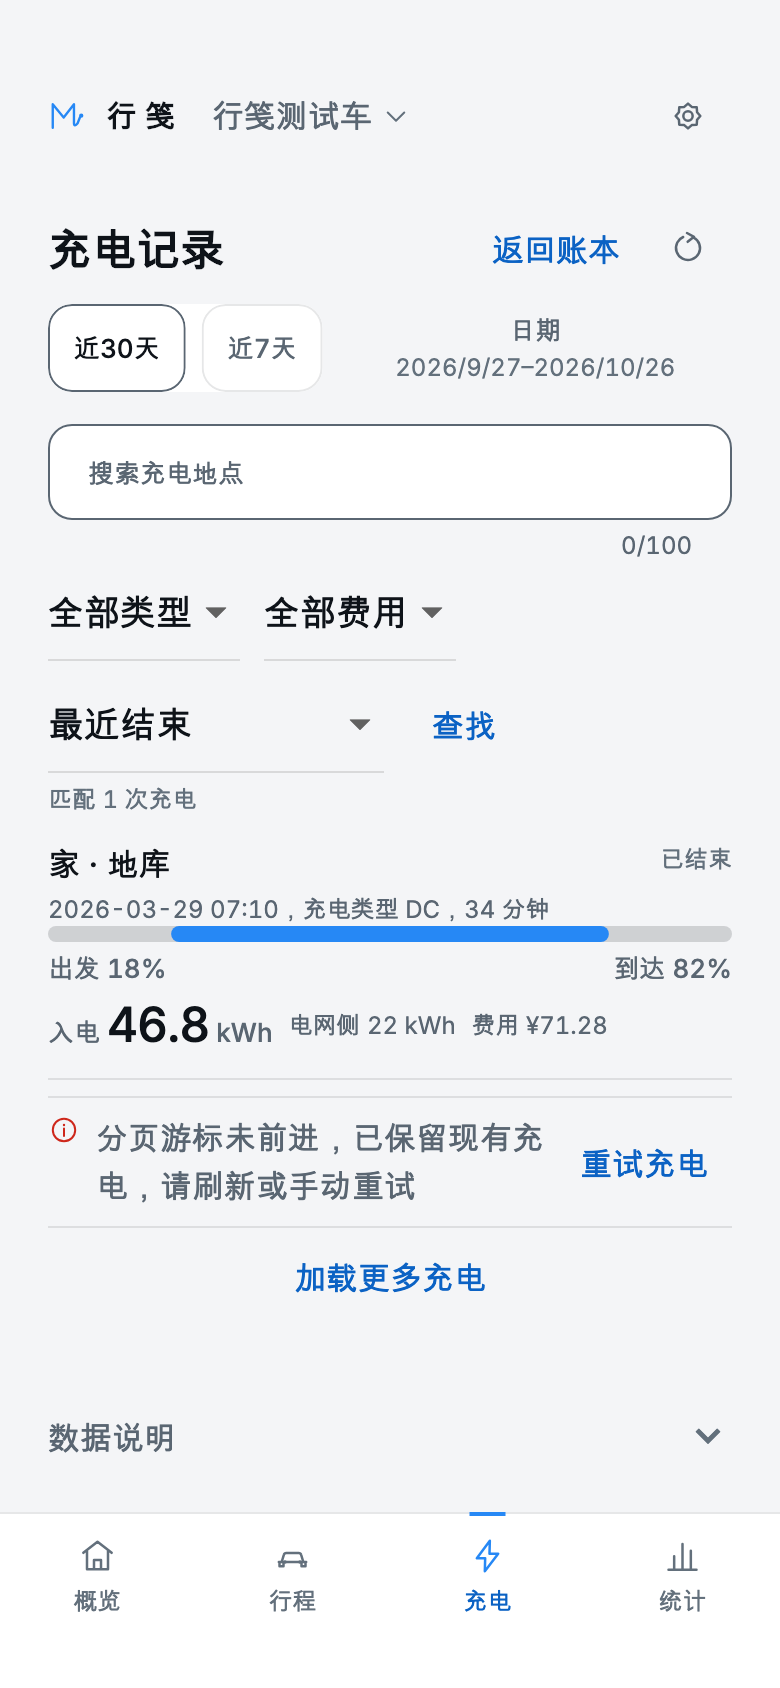 行笺 行笺测试车
充电记录 返回账本
近30天 近7天 日期
2026/9/27–2026/10/26
搜索充电地点
0/100
全部类型 全部费用
最近结束 查找
匹配 1 次充电
家 · 地库 已结束
2026-03-29 07:10，充电类型 DC，34 分钟
出发 18% 到达 82%
入电 46.8 kWh 电网侧 22 kWh 费用 ¥71.28
分页游标未前进，已保留现有充
电，请刷新或手动重试 重试充电
加载更多充电
数据说明
概览 行程 充电 统计